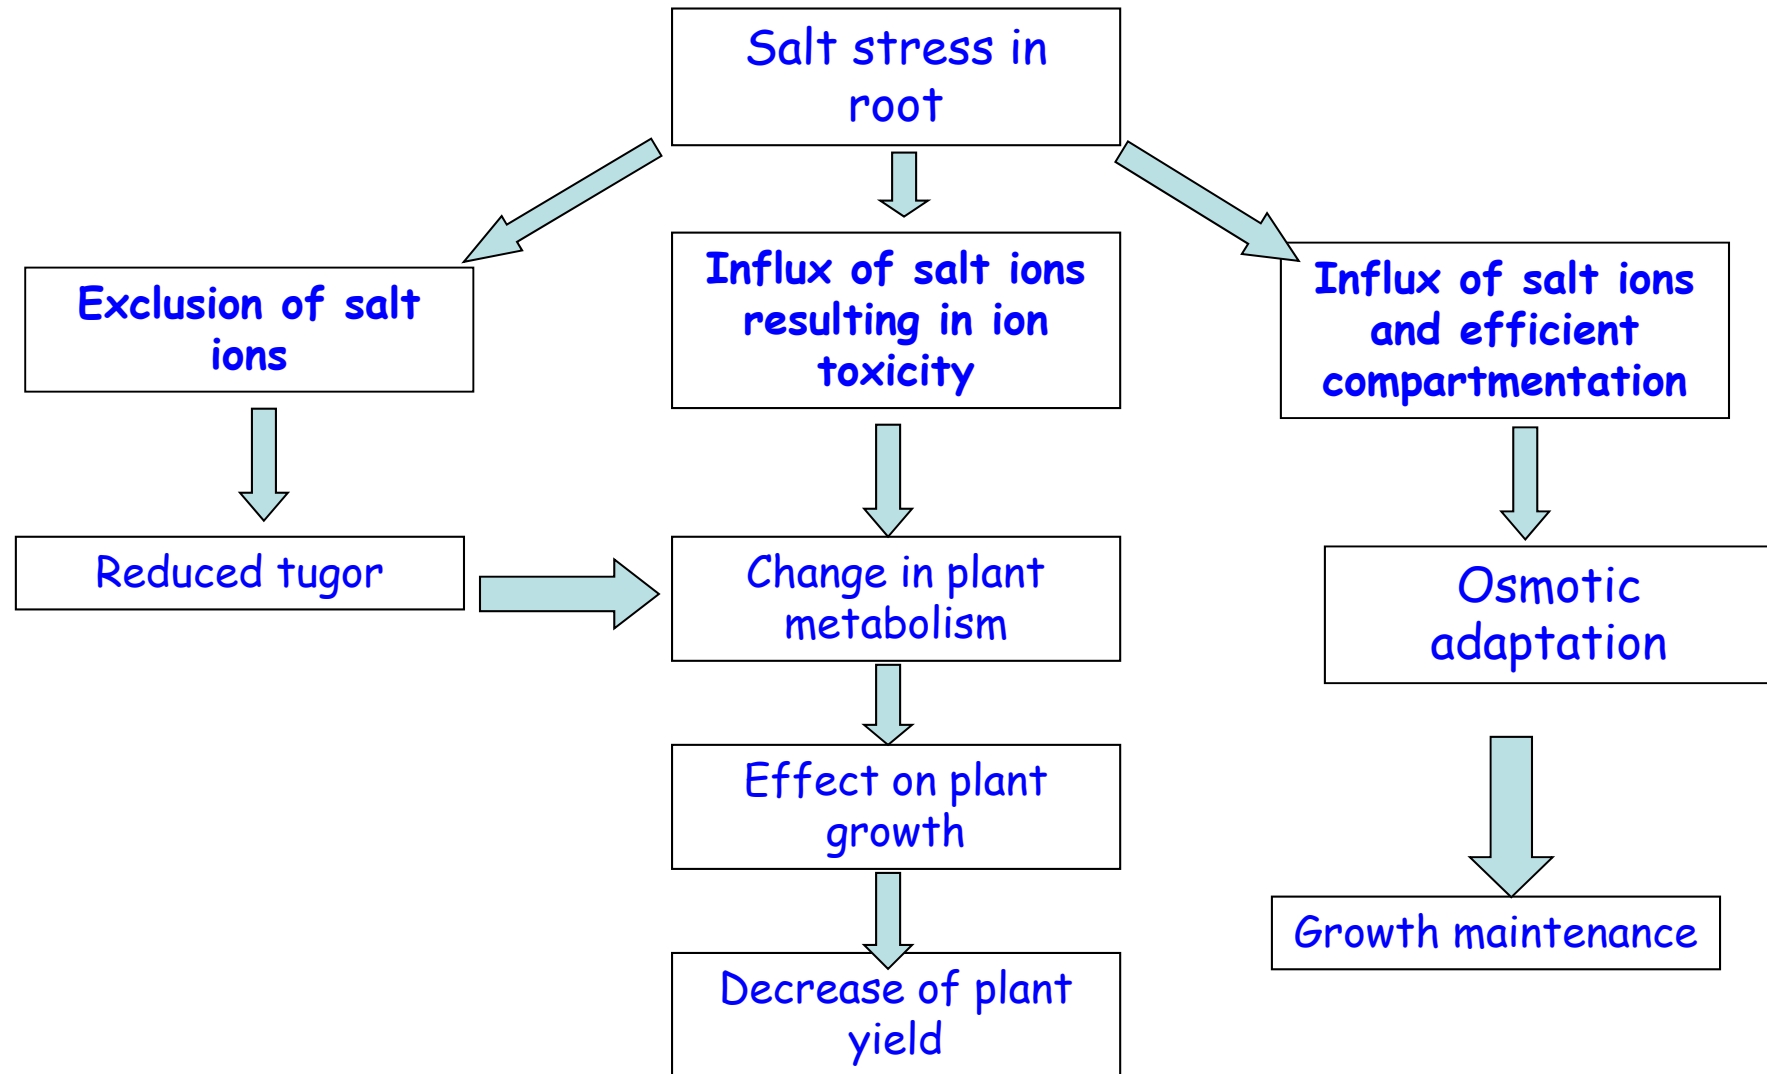 Salt stress in
root
Exclusion of salt
ions
Influx of salt ions
resulting in ion
toxicity
Influx of salt ions
and efficient
compartmentation
Reduced tugor
Change in plant
metabolism
Osmotic
adaptation
Effect on plant
growth
Growth maintenance
Decrease of plant
yield